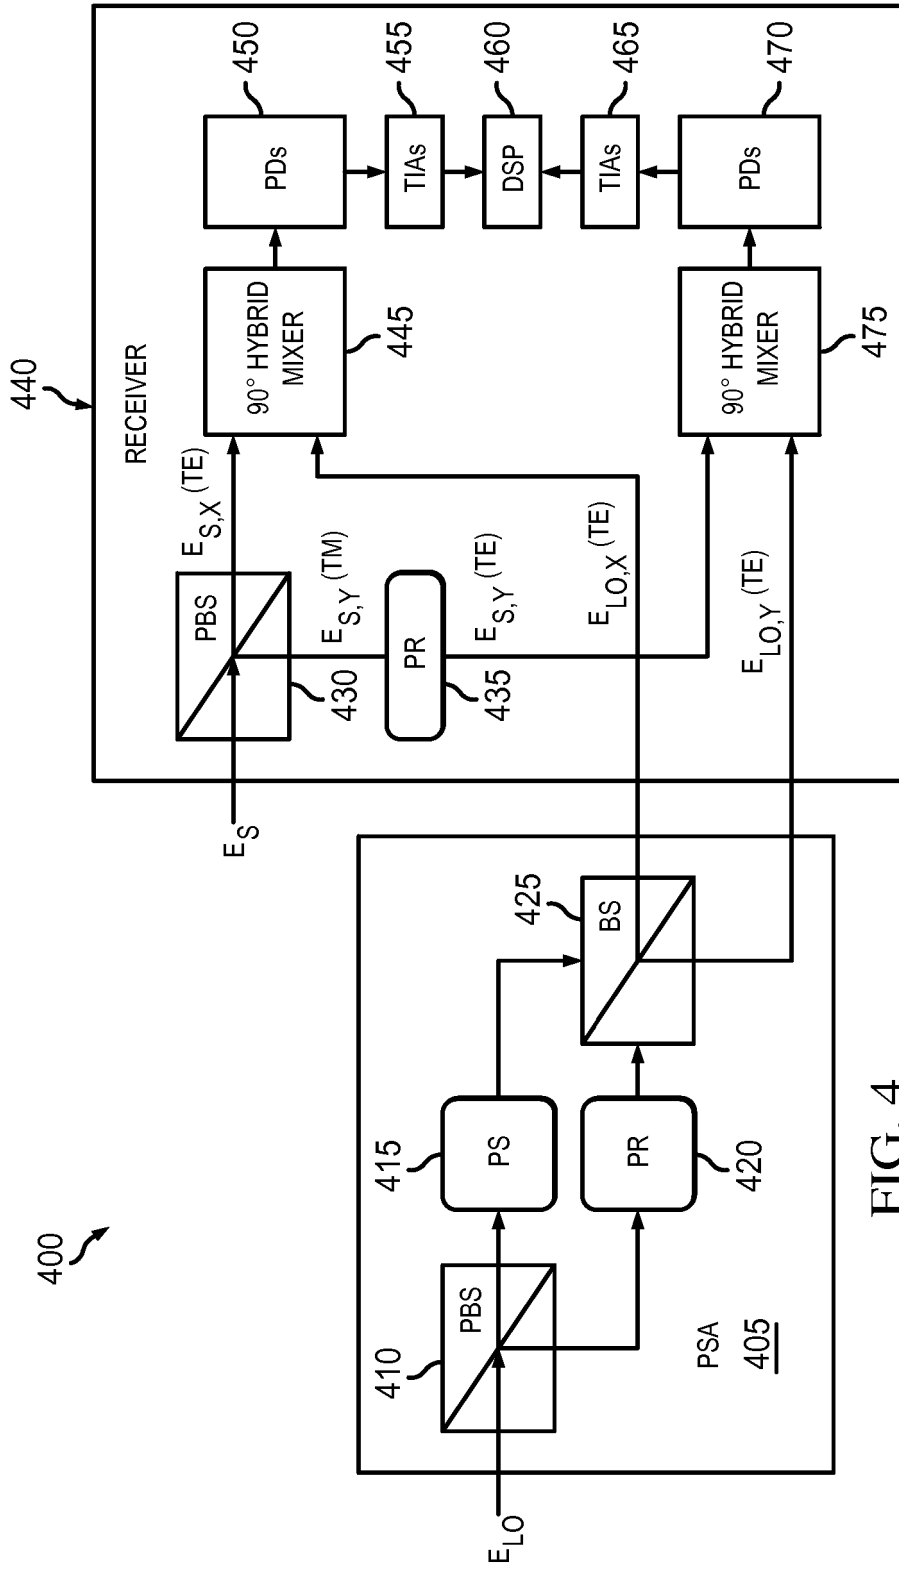 400
E_LO
410
PBS
415
PS
PR
420
425
BS
PSA
405
440
RECEIVER
E_S
PBS
430
E_S,X (TE)
E_S,Y (TM)
PR
435
E_S,Y (TE)
E_LO,X (TE)
E_LO,Y (TE)
90° HYBRID
MIXER
445
PDs
450
TIAs
455
DSP
460
TIAs
465
PDs
470
90° HYBRID
MIXER
475
FIG. 4